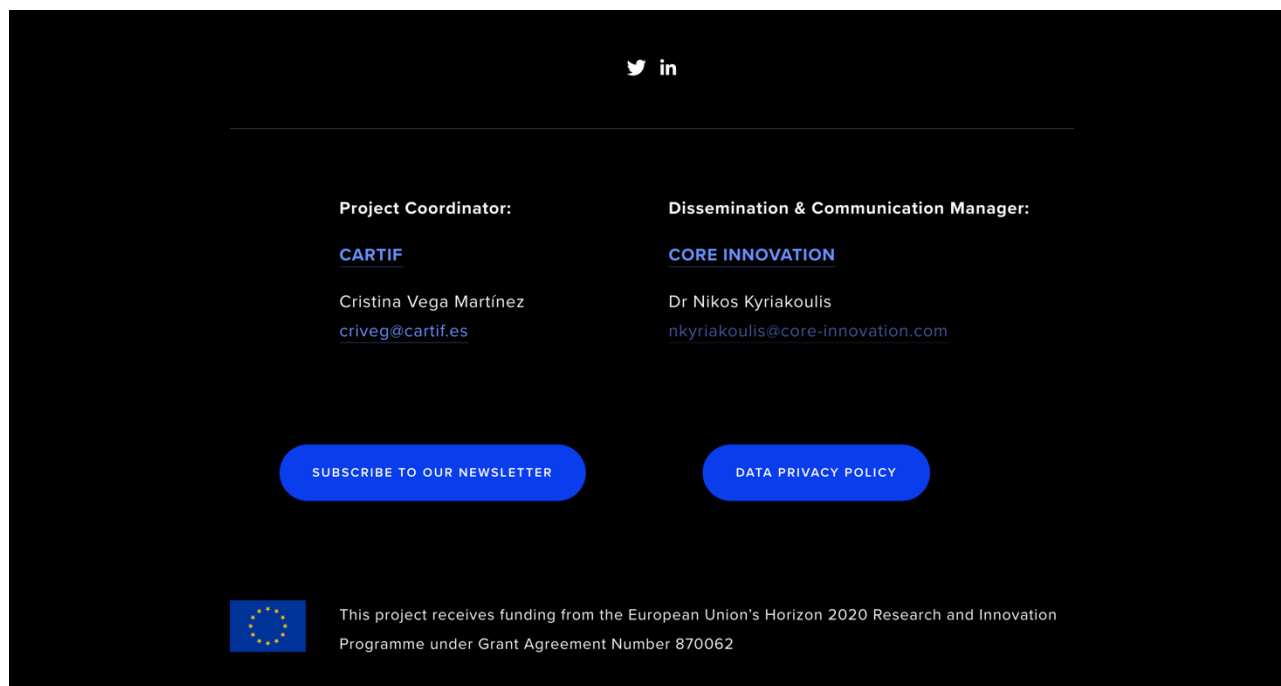 Project Coordinator:
CARTIF
Cristina Vega Martínez
criveg@cartif.es
Dissemination & Communication Manager:
CORE INNOVATION
Dr Nikos Kyriakoulis
nkyriakoulis@core-innovation.com
SUBSCRIBE TO OUR NEWSLETTER
DATA PRIVACY POLICY
This project receives funding from the European Union’s Horizon 2020 Research and Innovation
Programme under Grant Agreement Number 870062